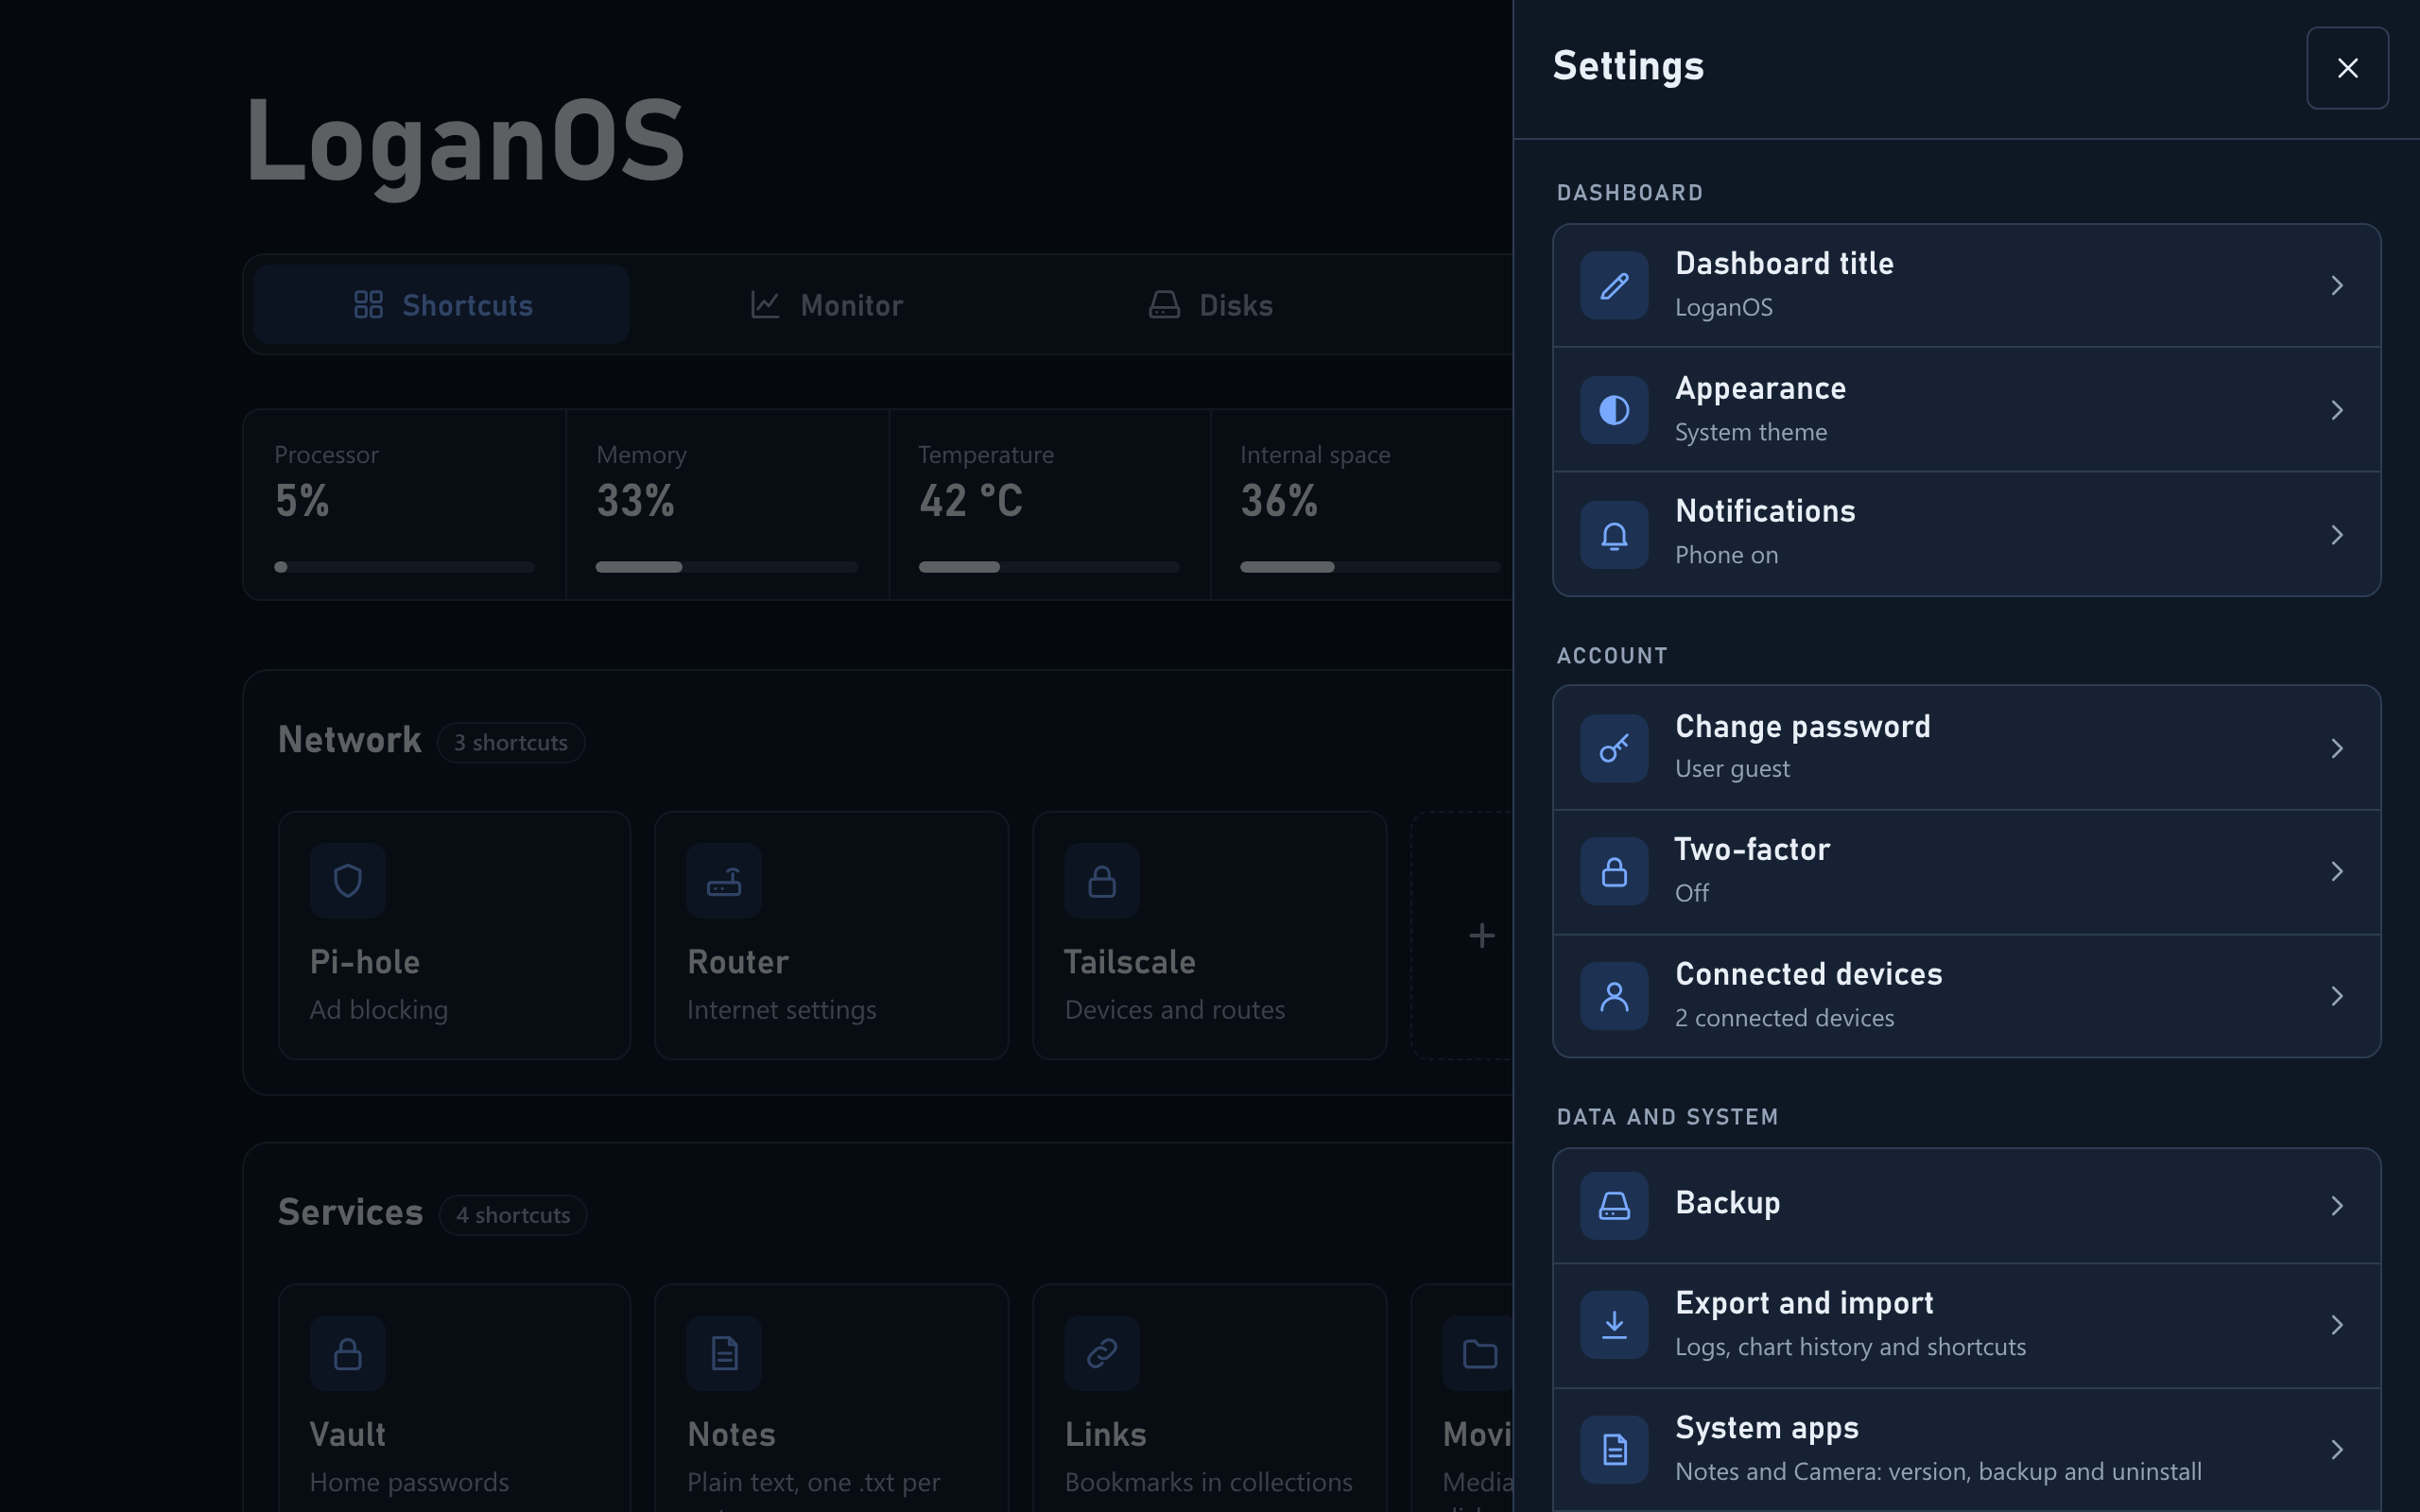 LoganOS
Shortcuts
Monitor
Disks
Processor
5%
Memory
33%
Temperature
42 °C
Internal space
36%
Network
3 shortcuts
Pi-hole
Ad blocking
Router
Internet settings
Tailscale
Devices and routes
Services
4 shortcuts
Vault
Home passwords
Notes
Plain text, one .txt per
Links
Bookmarks in collections
Movi
Media
Settings
DASHBOARD
Dashboard title
LoganOS
Appearance
System theme
Notifications
Phone on
ACCOUNT
Change password
User guest
Two-factor
Off
Connected devices
2 connected devices
DATA AND SYSTEM
Backup
Export and import
Logs, chart history and shortcuts
System apps
Notes and Camera: version, backup and uninstall